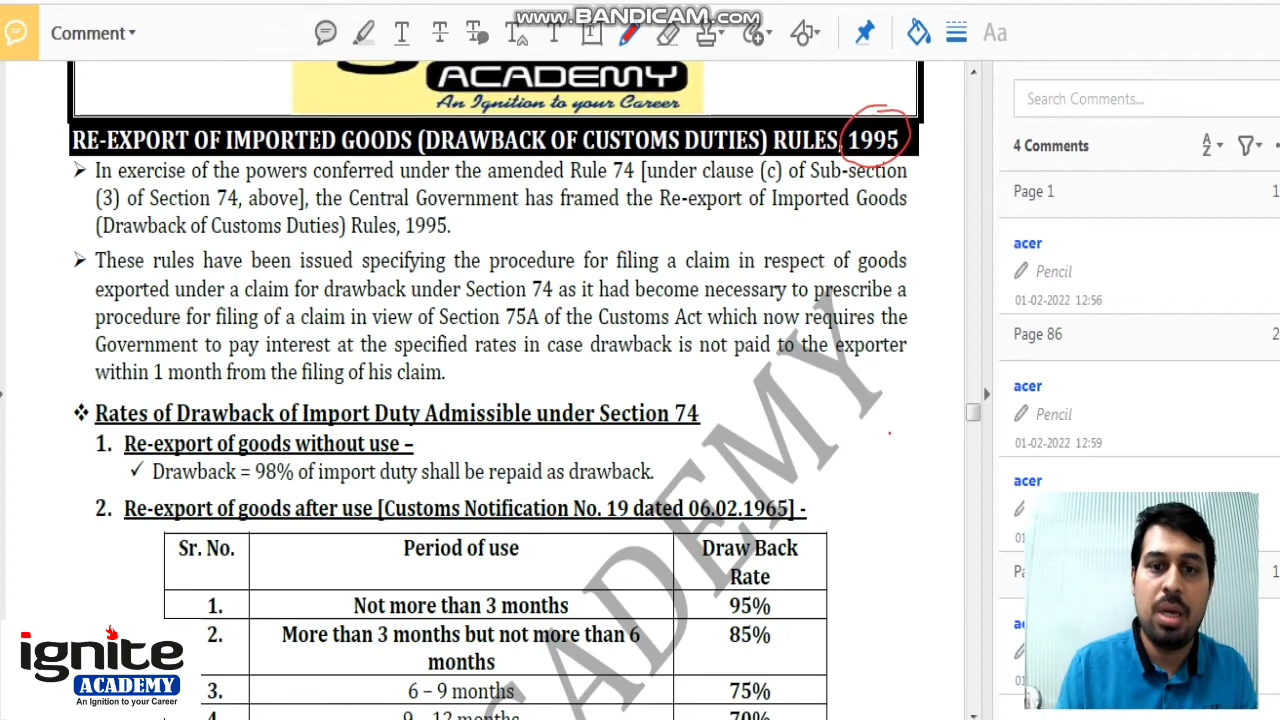 www.BANDICAM.com
Comment
Aa
ACADEMY
An Ignition to your Career
Search Comments...
RE-EXPORT OF IMPORTED GOODS (DRAWBACK OF CUSTOMS DUTIES) RULES, 1995
4 Comments
➢ In exercise of the powers conferred under the amended Rule 74 [under clause (c) of Sub-section
(3) of Section 74, above], the Central Government has framed the Re-export of Imported Goods
(Drawback of Customs Duties) Rules, 1995.
➢ These rules have been issued specifying the procedure for filing a claim in respect of goods
exported under a claim for drawback under Section 74 as it had become necessary to prescribe a
procedure for filing of a claim in view of Section 75A of the Customs Act which now requires the
Government to pay interest at the specified rates in case drawback is not paid to the exporter
within 1 month from the filing of his claim.
❖ Rates of Drawback of Import Duty Admissible under Section 74
1. Re-export of goods without use –
✓ Drawback = 98% of import duty shall be repaid as drawback.
2. Re-export of goods after use [Customs Notification No. 19 dated 06.02.1965] -
Sr. No. Period of use Draw Back
Rate
1. Not more than 3 months 95%
2. More than 3 months but not more than 6 85%
months
3. 6 – 9 months 75%
9 – 12 months 70%
ACADEMY
Page 1 1
acer
Pencil
01-02-2022 12:56
Page 86 2
acer
Pencil
01-02-2022 12:59
acer
ignite
ACADEMY
An Ignition to your Career